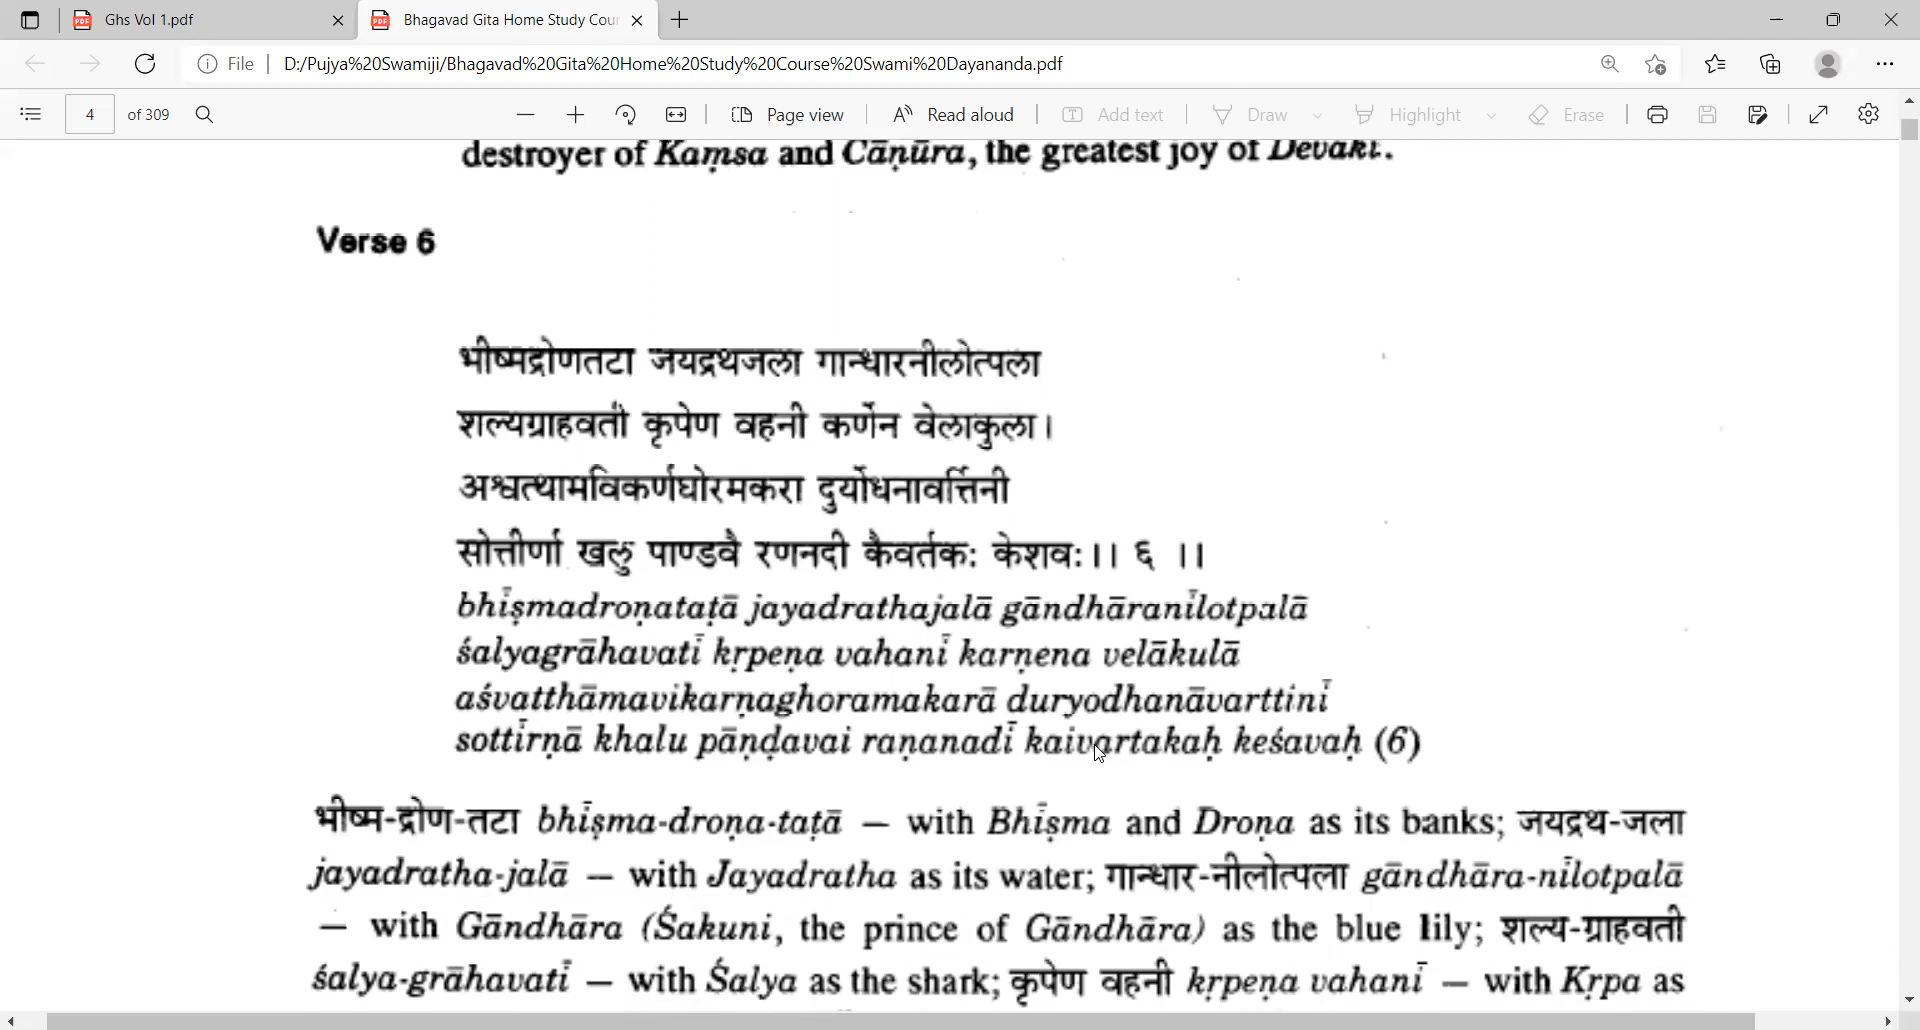 Ghs Vol 1.pdf
Bhagavad Gita Home Study Cour
File
D:/Pujya%20Swamiji/Bhagavad%20Gita%20Home%20Study%20Course%20Swami%20Dayananda.pdf
4 of 309
Page view
Read aloud
Add text
Draw
Highlight
Erase
destroyer of Kaṃsa and Cāṇūra, the greatest joy of Devakī.
Verse 6
भीष्मद्रोणतटा जयद्रथजला गान्धारनीलोत्पला
शल्यग्राहवती कृपेण वहनी कर्णेन वेलाकुला।
अश्वत्थामविकर्णघोरमकरा दुर्योधनावर्त्तिनी
सोत्तीर्णा खलु पाण्डवै रणनदी कैवर्तकः केशवः।। ६ ।।
bhīṣmadroṇataṭā jayadrathajalā gāndhāranīlotpalā
śalyagrāhavatī kṛpeṇa vahanī karṇena velākulā
aśvatthāmavikarṇaghoramakarā duryodhanāvarttinī
sottīrṇā khalu pāṇḍavai raṇanadī kaivartakaḥ keśavaḥ (6)
भीष्म-द्रोण-तटा bhīṣma-droṇa-taṭā — with Bhīṣma and Droṇa as its banks; जयद्रथ-जला
jayadratha-jalā — with Jayadratha as its water; गान्धार-नीलोत्पला gāndhāra-nīlotpalā
— with Gāndhāra (Śakuni, the prince of Gāndhāra) as the blue lily; शल्य-ग्राहवती
śalya-grāhavatī — with Śalya as the shark; कृपेण वहनी kṛpeṇa vahanī — with Kṛpa as